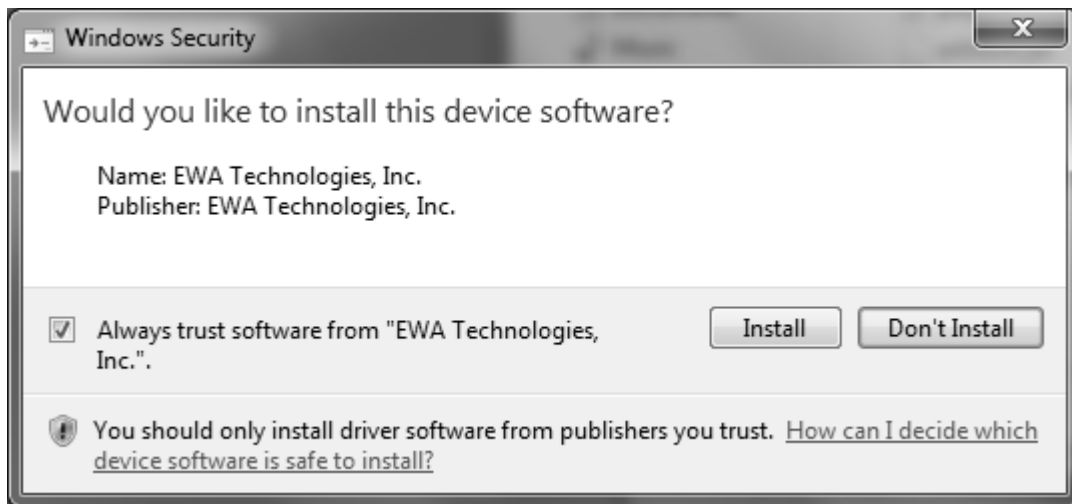 Windows Security
Would you like to install this device software?
Name: EWA Technologies, Inc.
Publisher: EWA Technologies, Inc.
Always trust software from "EWA Technologies,
Inc.".
Install
Don't Install
You should only install driver software from publishers you trust. How can I decide which
device software is safe to install?